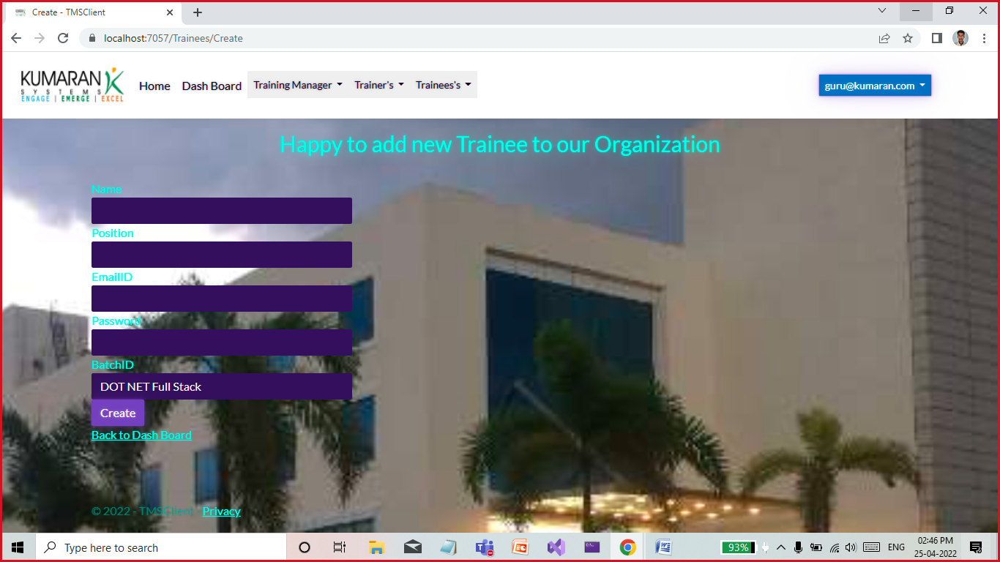 Create - TMSClient
localhost:7057/Trainees/Create
KUMARAN
SYSTEMS
ENGAGE | EMERGE | EXCEL
Home
Dash Board
Training Manager
Trainer's
Trainees's
guru@kumaran.com
Happy to add new Trainee to our Organization
Name
Position
EmailID
Password
BatchID
DOT NET Full Stack
Create
Back to Dash Board
© 2022 - TMSClient - Privacy
Type here to search
93%
ENG
02:46 PM
25-04-2022